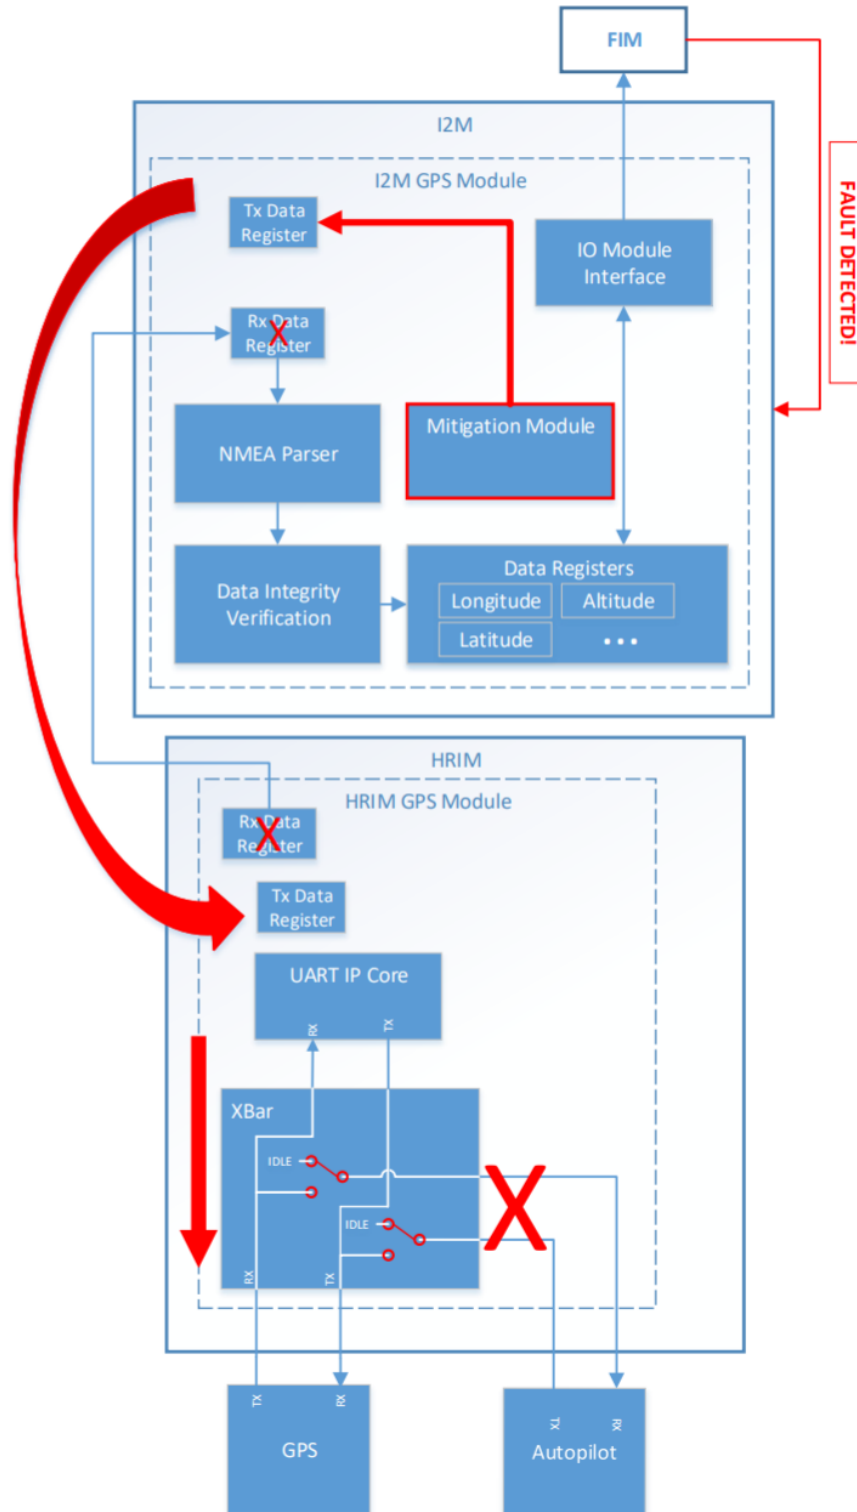 FIM
FAULT DETECTED!
I2M
I2M GPS Module
Tx Data
Register
IO Module
Interface
Rx Data
Register
X
NMEA Parser
Mitigation Module
Data Integrity
Verification
Data Registers
Longitude
Altitude
Latitude
...
HRIM
HRIM GPS Module
Rx Data
Register
X
Tx Data
Register
UART IP Core
RX
TX
XBar
IDLE
IDLE
X
RX
TX
TX
RX
GPS
TX
RX
Autopilot